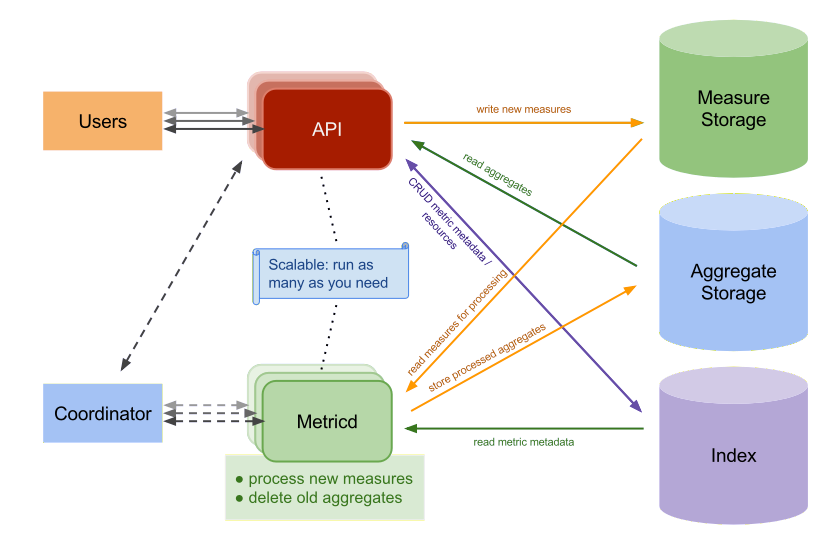 Users
API
write new measures
Measure
Storage
read aggregates
CRUD metric metadata /
resources
Scalable: run as
many as you need
Aggregate
Storage
read measures for processing
store processed aggregates
Coordinator
Metricd
read metric metadata
Index
● process new measures
● delete old aggregates